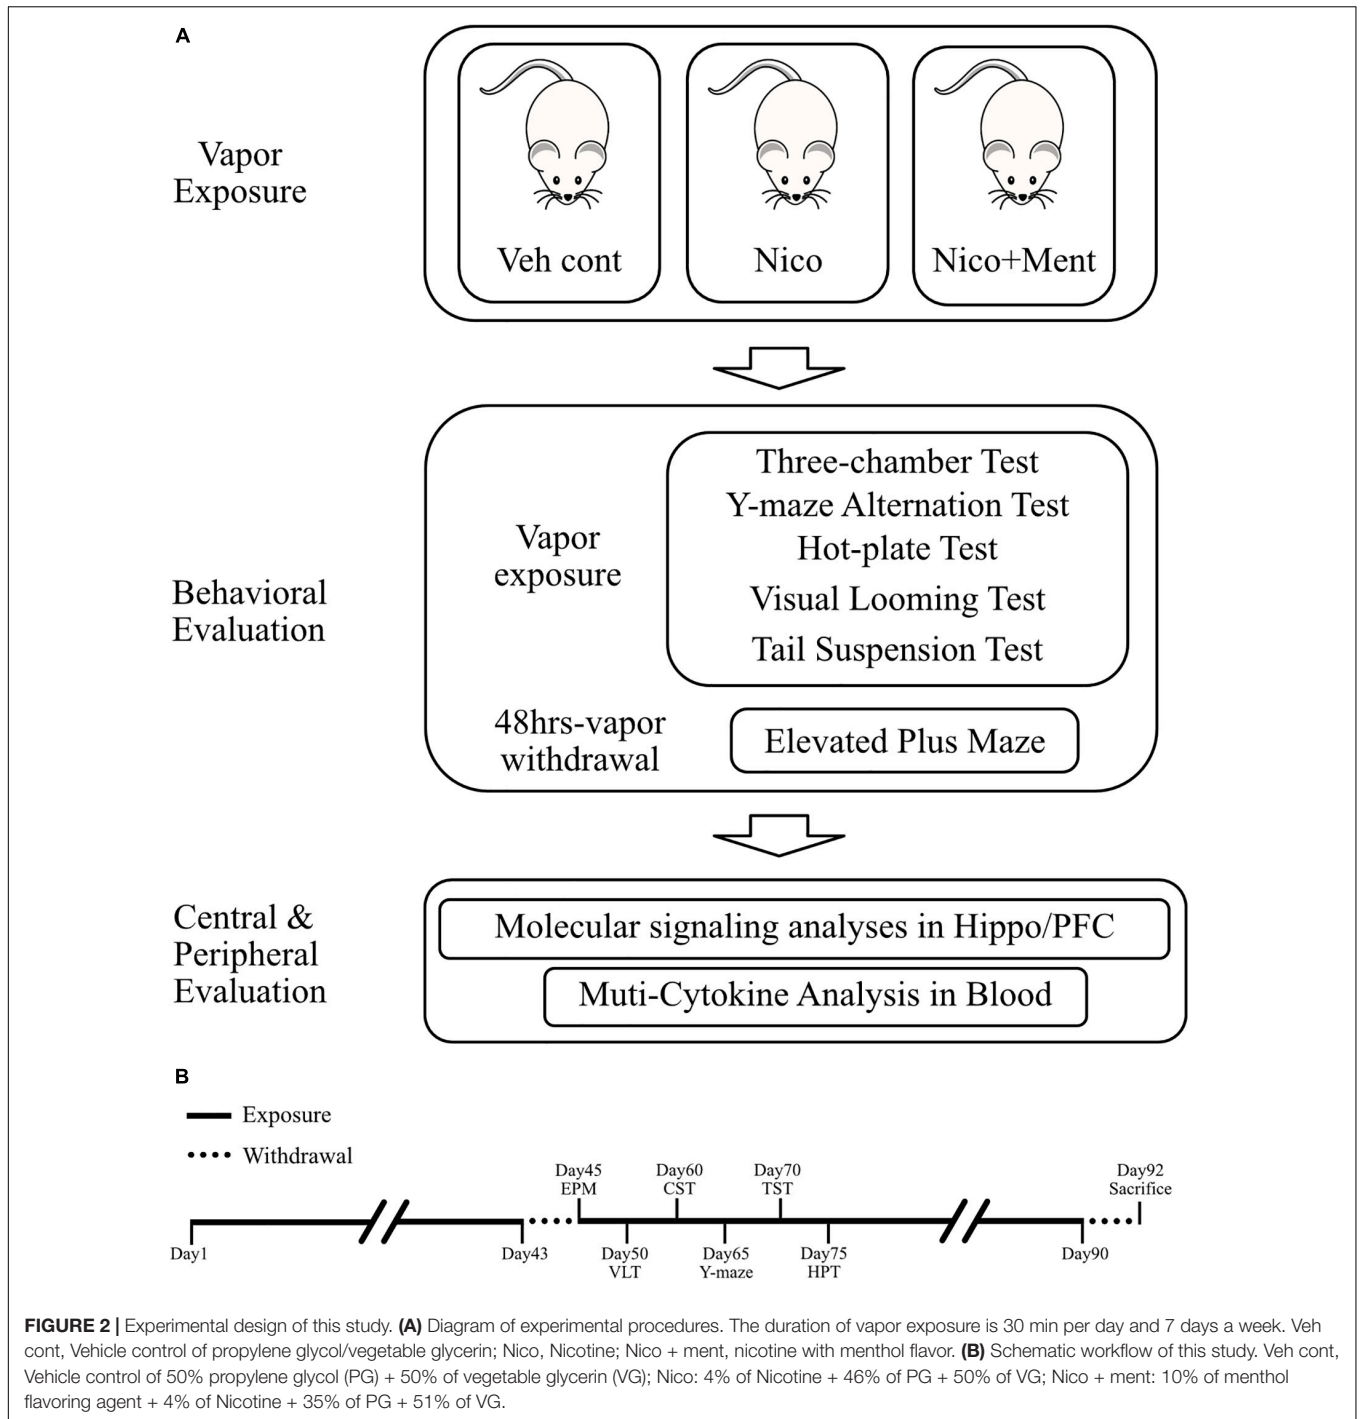 A
Vapor
Exposure
Veh cont
Nico
Nico+Ment
Behavioral
Evaluation
Vapor
exposure
Three-chamber Test
Y-maze Alternation Test
Hot-plate Test
Visual Looming Test
Tail Suspension Test
48hrs-vapor
withdrawal
Elevated Plus Maze
Central &
Peripheral
Evaluation
Molecular signaling analyses in Hippo/PFC
Muti-Cytokine Analysis in Blood
B
Exposure
Withdrawal
Day45
EPM
Day60
CST
Day70
TST
Day92
Sacrifice
Day1
Day43
Day50
VLT
Day65
Y-maze
Day75
HPT
Day90
FIGURE 2 | Experimental design of this study. (A) Diagram of experimental procedures. The duration of vapor exposure is 30 min per day and 7 days a week. Veh
cont, Vehicle control of propylene glycol/vegetable glycerin; Nico, Nicotine; Nico + ment, nicotine with menthol flavor. (B) Schematic workflow of this study. Veh cont,
Vehicle control of 50% propylene glycol (PG) + 50% of vegetable glycerin (VG); Nico: 4% of Nicotine + 46% of PG + 50% of VG; Nico + ment: 10% of menthol
flavoring agent + 4% of Nicotine + 35% of PG + 51% of VG.